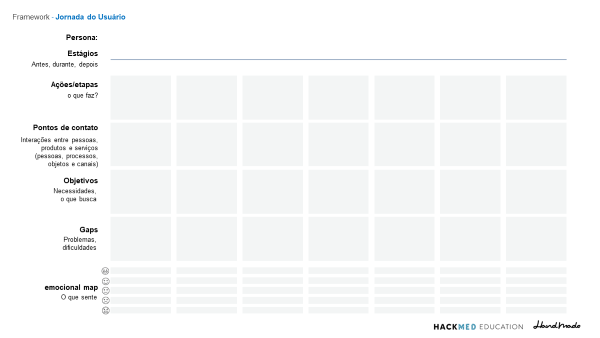 Framework - Jornada do Usuário
Persona:
Estágios
Antes, durante, depois
Ações/etapas
o que faz?
Pontos de contato
Interações entre pessoas,
produtos e serviços
(pessoas, processos,
objetos e canais)
Objetivos
Necessidades,
o que busca
Gaps
Problemas,
dificuldades
emocional map
O que sente
HACKMED EDUCATION
HandMade